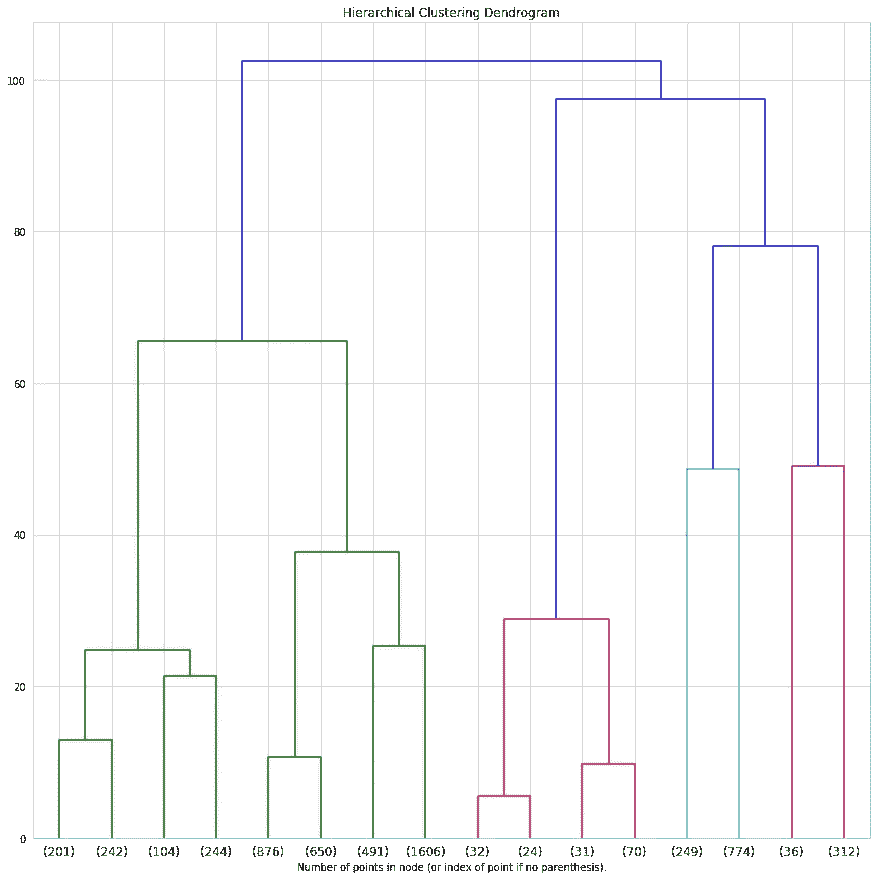 Hierarchical Clustering Dendrogram
100
80
60
40
20
0
(201) (242) (104) (244) (876) (650) (491) (1606) (32) (24) (31) (70) (249) (774) (36) (312)
Number of points in node (or index of point if no parenthesis).